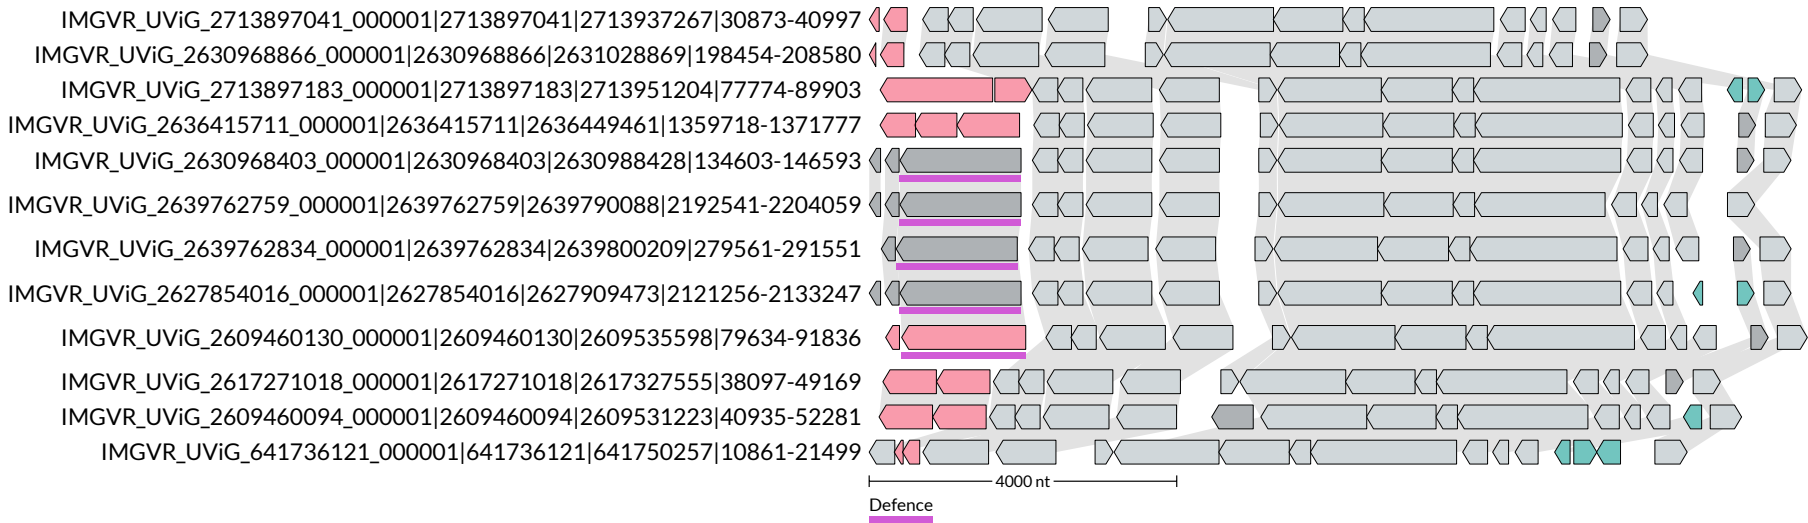 IMGVR_UViG_2713897041_000001|2713897041|2713937267|30873-40997
IMGVR_UViG_2630968866_000001|2630968866|2631028869|198454-208580
IMGVR_UViG_2713897183_000001|2713897183|2713951204|77774-89903
IMGVR_UViG_2636415711_000001|2636415711|2636449461|1359718-1371777
IMGVR_UViG_2630968403_000001|2630968403|2630988428|134603-146593
IMGVR_UViG_2639762759_000001|2639762759|2639790088|2192541-2204059
IMGVR_UViG_2639762834_000001|2639762834|2639800209|279561-291551
IMGVR_UViG_2627854016_000001|2627854016|2627909473|2121256-2133247
IMGVR_UViG_2609460130_000001|2609460130|2609535598|79634-91836
IMGVR_UViG_2617271018_000001|2617271018|2617327555|38097-49169
IMGVR_UViG_2609460094_000001|2609460094|2609531223|40935-52281
IMGVR_UViG_641736121_000001|641736121|641750257|10861-21499
4000 nt
Defence